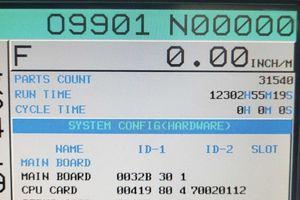 O9901 N00000
F 0.00 INCH/M
PARTS COUNT 31540
RUN TIME 12302H55M19S
CYCLE TIME 0H 0M 0S
SYSTEM CONFIG(HARDWARE)
NAME ID-1 ID-2 SLOT
MAIN BOARD
MAIN BOARD 0032B 30 1
CPU CARD 00419 80 4 70020112